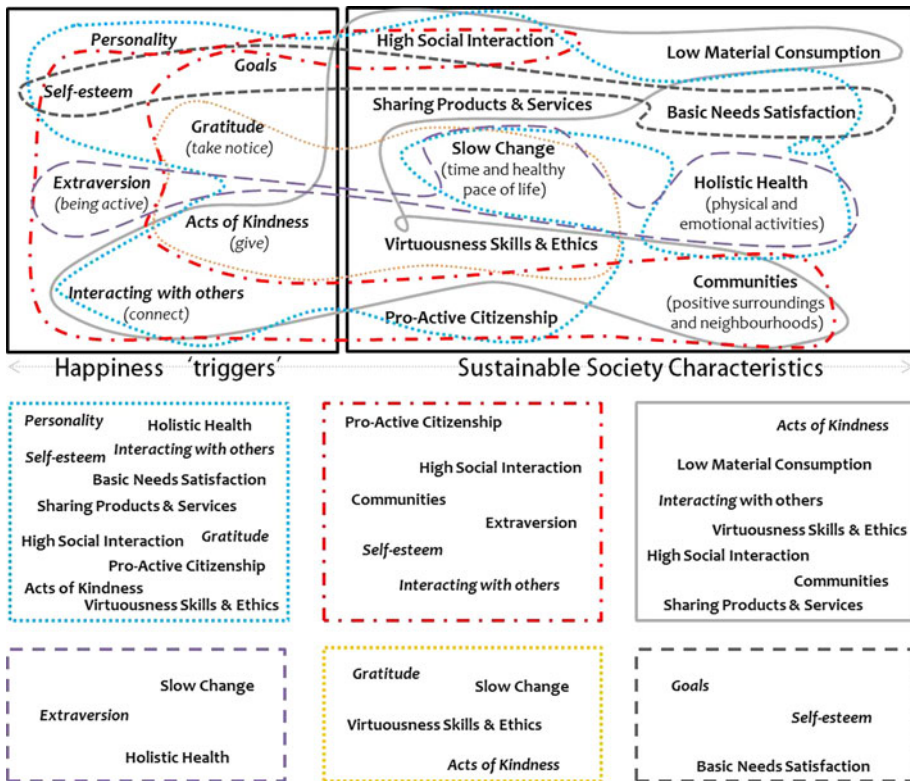 Personality
High Social Interaction
Low Material Consumption
Goals
Self-esteem
Sharing Products & Services
Basic Needs Satisfaction
Gratitude
(take notice)
Slow Change
(time and healthy
pace of life)
Extraversion
(being active)
Holistic Health
(physical and
emotional activities)
Acts of Kindness
(give)
Virtuousness Skills & Ethics
Interacting with others
(connect)
Communities
(positive surroundings
and neighbourhoods)
Pro-Active Citizenship
Happiness 'triggers'
Sustainable Society Characteristics
Personality
Holistic Health
Interacting with others
Self-esteem
Basic Needs Satisfaction
Sharing Products & Services
High Social Interaction
Gratitude
Pro-Active Citizenship
Acts of Kindness
Virtuousness Skills & Ethics
Pro-Active Citizenship
High Social Interaction
Communities
Extraversion
Self-esteem
Interacting with others
Acts of Kindness
Low Material Consumption
Interacting with others
Virtuousness Skills & Ethics
High Social Interaction
Communities
Sharing Products & Services
Slow Change
Extraversion
Holistic Health
Gratitude
Slow Change
Virtuousness Skills & Ethics
Acts of Kindness
Goals
Self-esteem
Basic Needs Satisfaction